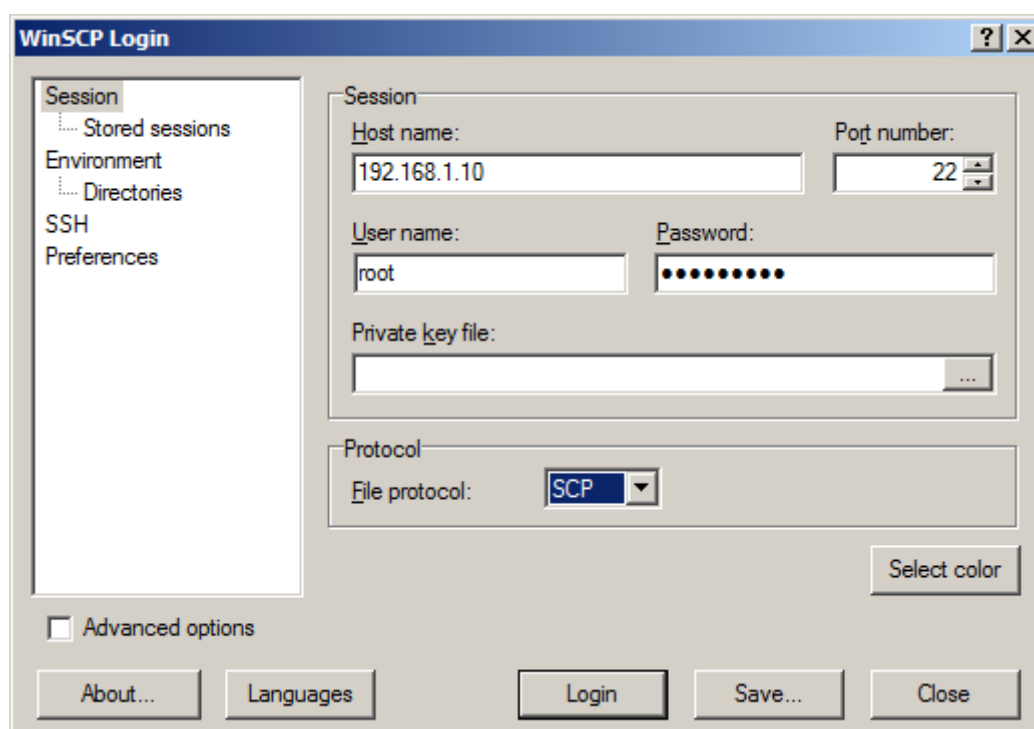 WinSCP Login
Session
Stored sessions
Environment
Directories
SSH
Preferences
Session
Host name:
Port number:
192.168.1.10
22
User name:
Password:
root
●●●●●●●●●
Private key file:
...
Protocol
File protocol:
SCP
Select color
Advanced options
About...
Languages
Login
Save...
Close